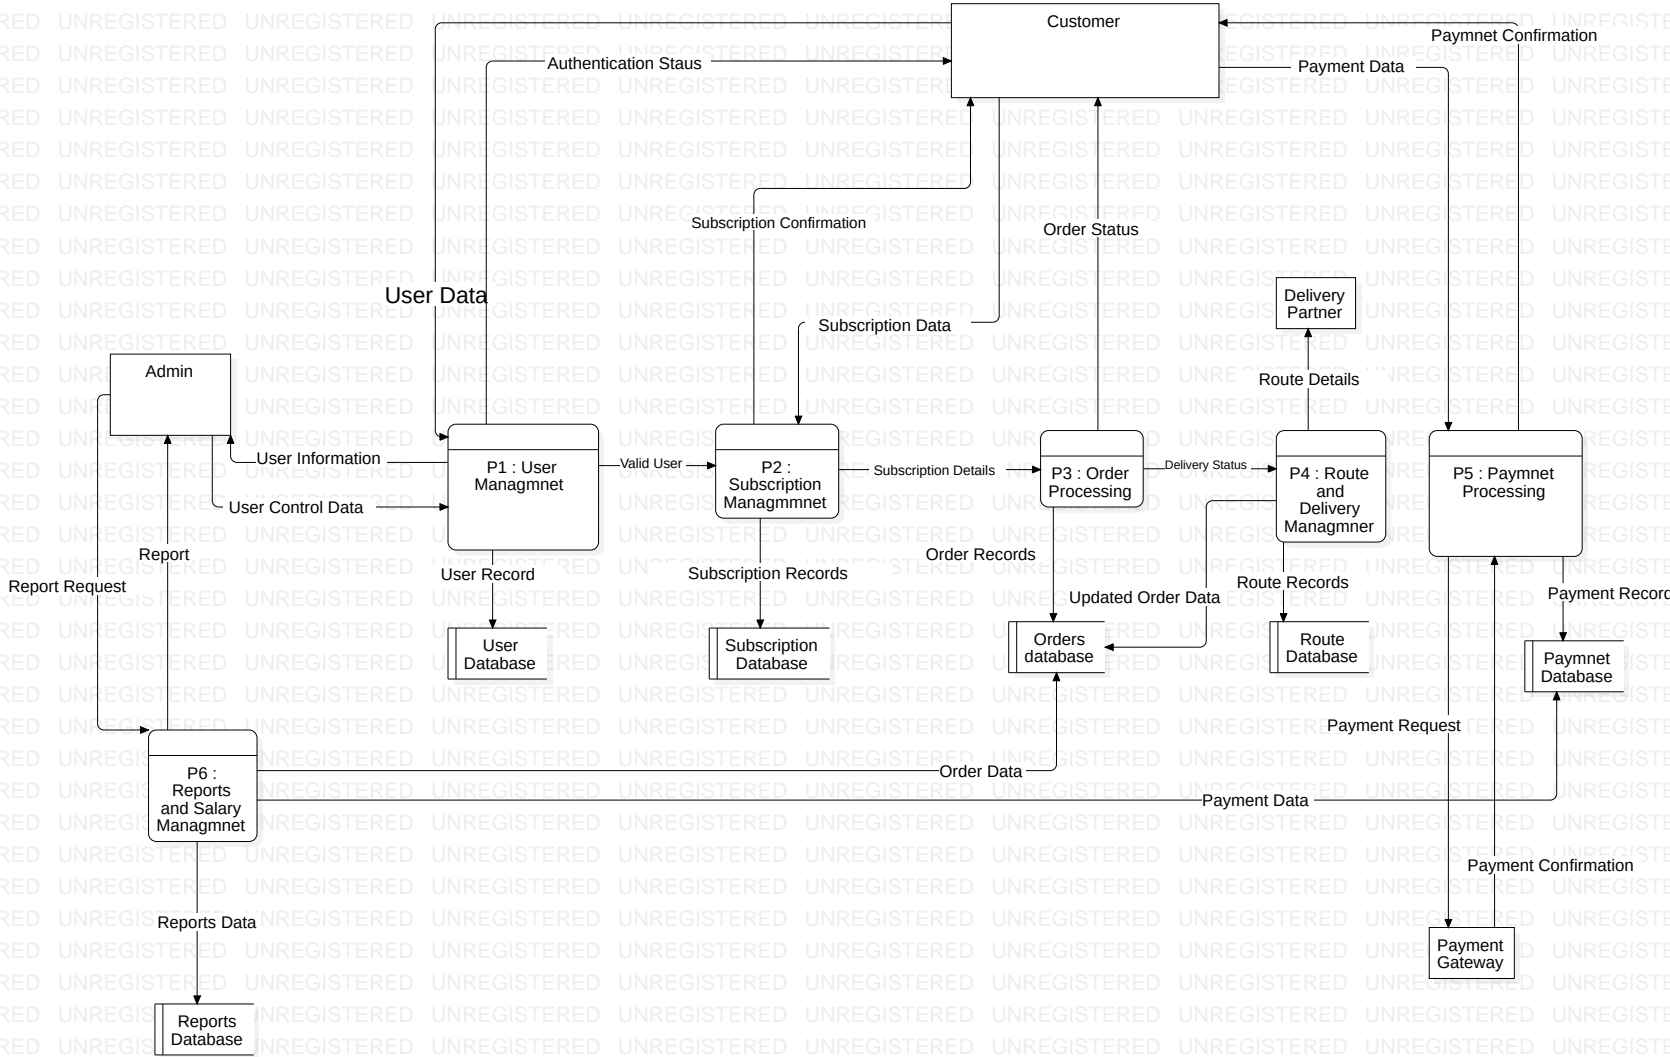 Customer
Paymnet Confirmation
Authentication Staus
Payment Data
Subscription Confirmation
Order Status
User Data
Subscription Data
Delivery
Partner
Route Details
Admin
User Information
P1 : User
Managmnet
Valid User
P2 :
Subscription
Managmmnet
Subscription Details
P3 : Order
Processing
Delivery Status
P4 : Route
and
Delivery
Managmner
P5 : Paymnet
Processing
User Control Data
Report
Report Request
User Record
Subscription Records
Order Records
Updated Order Data
Route Records
Payment Record
User
Database
Subscription
Database
Orders
database
Route
Database
Paymnet
Database
Payment Request
P6 :
Reports
and Salary
Managmnet
Order Data
Payment Data
Payment Confirmation
Reports Data
Payment
Gateway
Reports
Database
UNREGISTERED